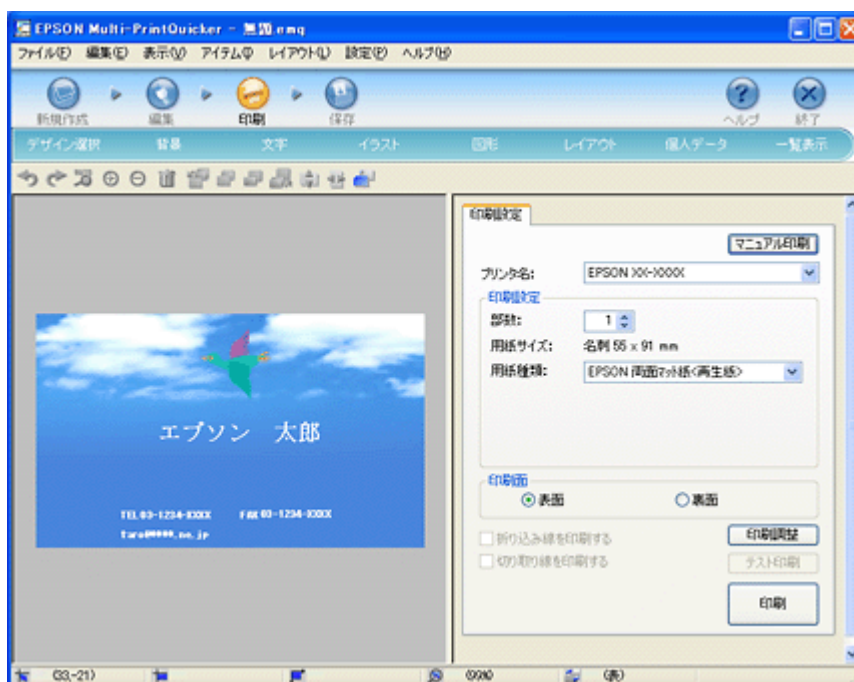 EPSON Multi-PrintQuicker - 無題.emq
ファイル(F) 編集(E) 表示(V) アイテム(I) レイアウト(L) 設定(P) ヘルプ(H)
新規作成 編集 印刷 保存 ヘルプ 終了
デザイン選択 背景 文字 イラスト 図形 レイアウト 個人データ 一覧表示
印刷設定
マニュアル印刷
プリンタ名: EPSON XX-XXXX
印刷設定
部数: 1
用紙サイズ: 名刺 55 x 91 mm
用紙種類: EPSON 両面マット紙<再生紙>
エプソン 太郎
印刷面
表面 裏面
TEL 03-1234-XXXX FAX 03-1234-XXXX
折り込み線を印刷する
印刷調整
切り取り線を印刷する
テスト印刷
印刷
(33,-21) (表)